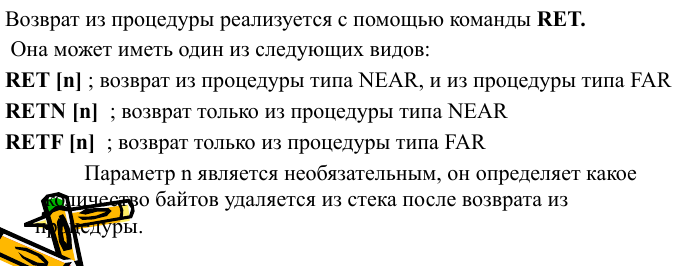 Возврат из процедуры реализуется с помощью команды RET.
Она может иметь один из следующих видов:
RET [n] ; возврат из процедуры типа NEAR, и из процедуры типа FAR
RETN [n] ; возврат только из процедуры типа NEAR
RETF [n] ; возврат только из процедуры типа FAR
Параметр n является необязательным, он определяет какое
количество байтов удаляется из стека после возврата из
процедуры.